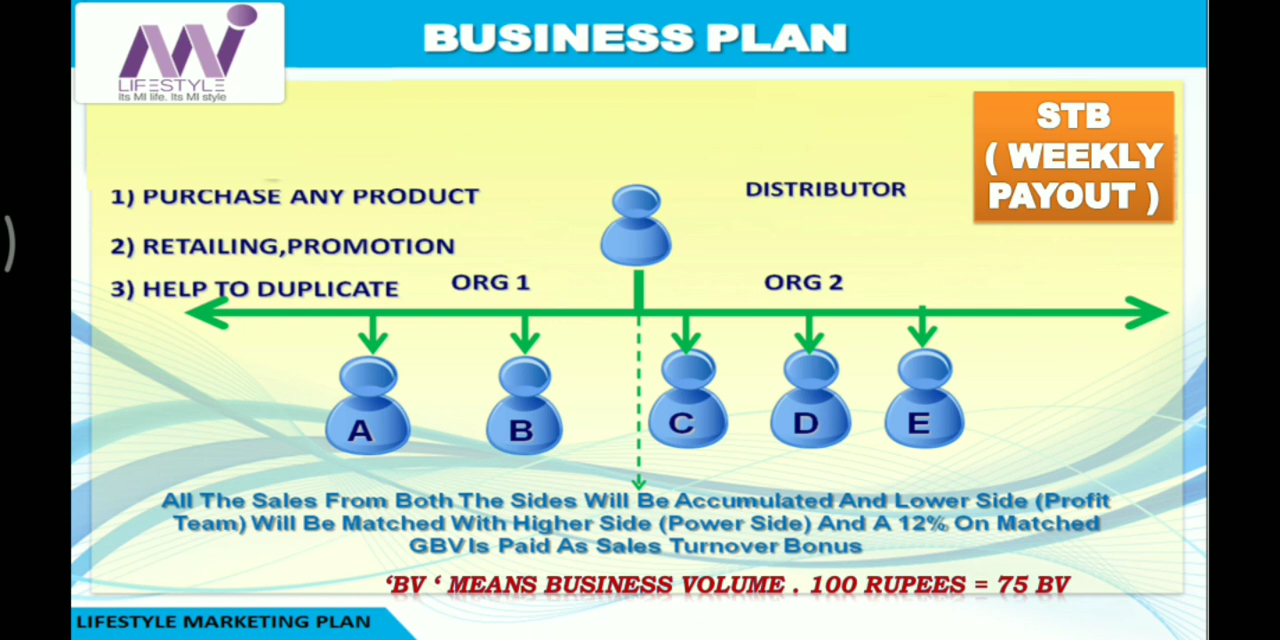 BUSINESS PLAN
MI
LIFESTYLE
Its MI life. Its MI style
STB
( WEEKLY
PAYOUT )
1) PURCHASE ANY PRODUCT
DISTRIBUTOR
2) RETAILING,PROMOTION
3) HELP TO DUPLICATE
ORG 1
ORG 2
A
B
C
D
E
All The Sales From Both The Sides Will Be Accumulated And Lower Side (Profit
Team) Will Be Matched With Higher Side (Power Side) And A 12% On Matched
GBV Is Paid As Sales Turnover Bonus
‘BV ‘ MEANS BUSINESS VOLUME . 100 RUPEES = 75 BV
LIFESTYLE MARKETING PLAN